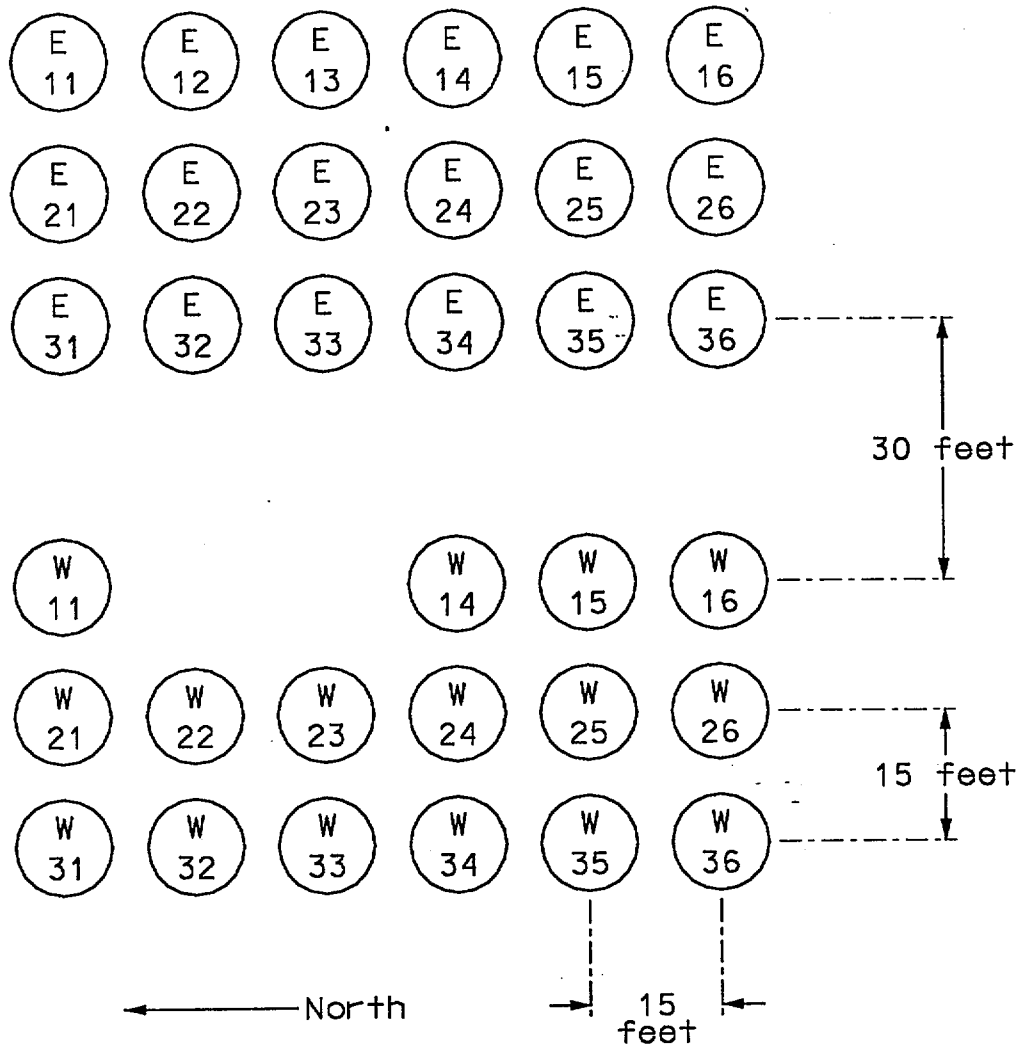 E E E E E E
11 12 13 14 15 16
E E E E E E
21 22 23 24 25 26
E E E E E E
31 32 33 34 35 36
30 feet
W W W W
11 14 15 16
W W W W W W
21 22 23 24 25 26
15 feet
W W W W W W
31 32 33 34 35 36
North
15
feet